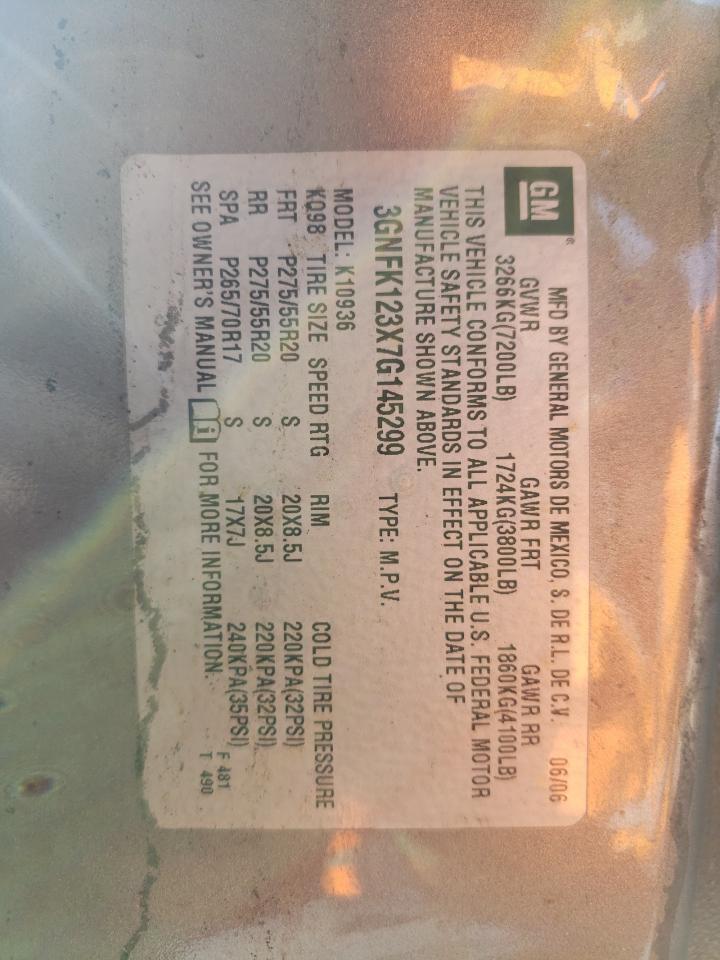 GM®
MFD BY GENERAL MOTORS DE MEXICO, S. DE R.L. DE C.V. 06/06
GVWR GAWR FRT GAWR RR
3266KG(7200LB) 1724KG(3800LB) 1860KG(4100LB)
THIS VEHICLE CONFORMS TO ALL APPLICABLE U.S. FEDERAL MOTOR
VEHICLE SAFETY STANDARDS IN EFFECT ON THE DATE OF
MANUFACTURE SHOWN ABOVE.
3GNFK123X7G145299 TYPE: M.P.V.
MODEL: K10936
KQ98 TIRE SIZE SPEED RTG RIM COLD TIRE PRESSURE
FRT P275/55R20 S 20X8.5J 220KPA(32PSI)
RR P275/55R20 S 20X8.5J 220KPA(32PSI)
SPA P265/70R17 S 17X7J 240KPA(35PSI)
SEE OWNER'S MANUAL FOR MORE INFORMATION.
F 481
T 490